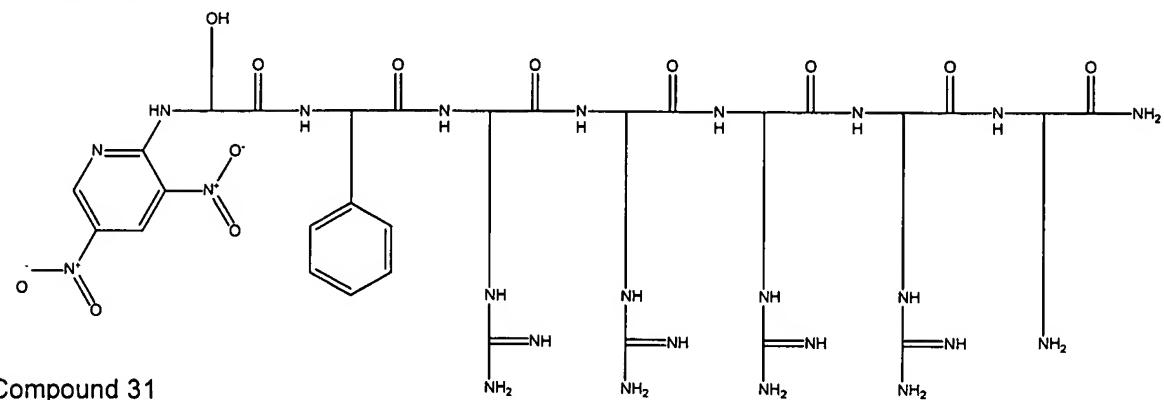 OH
O O O O O O O
HN N N N N N N NH₂
H H H H H H
N O⁻
N⁺
O
⁻ N⁺
O
O
NH NH NH NH
NH NH NH NH NH₂
NH₂ NH₂ NH₂ NH₂
Compound 31